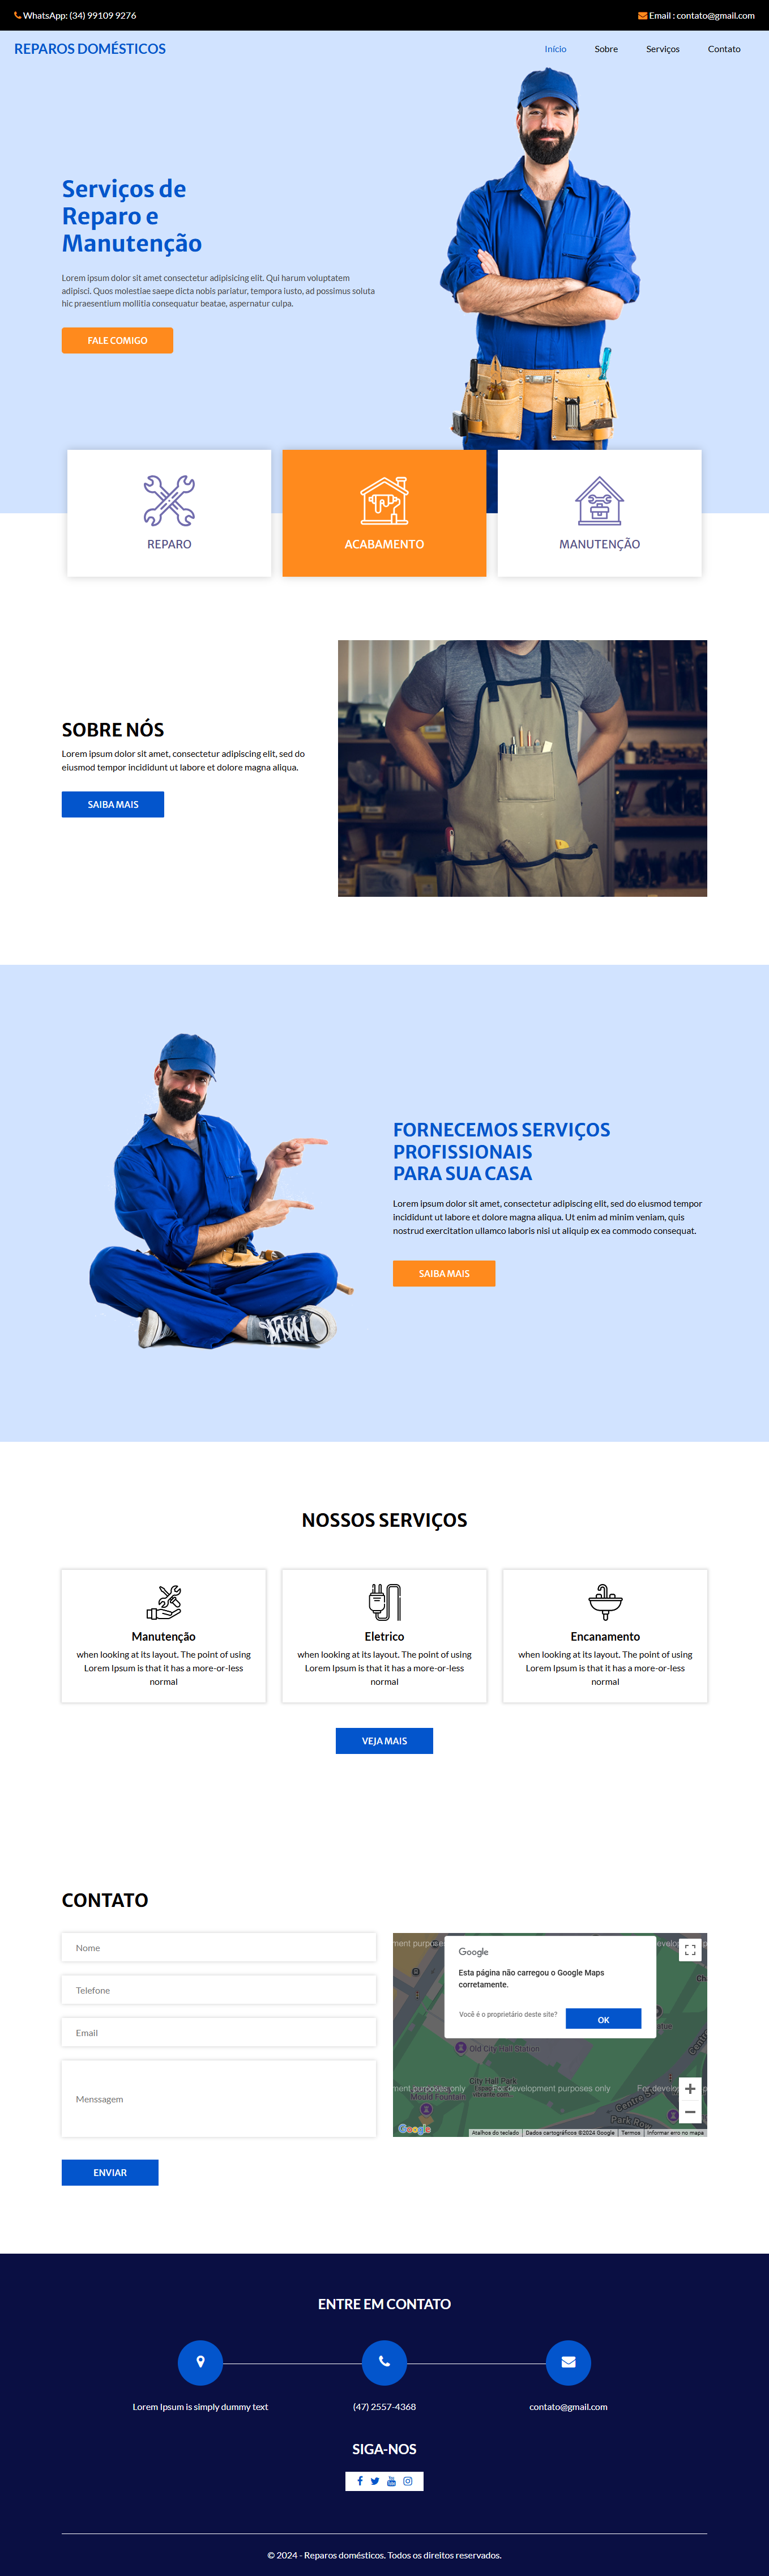 WhatsApp: (34) 99109 9276
Email : contato@gmail.com
REPAROS DOMÉSTICOS
Início
Sobre
Serviços
Contato
Serviços de
Reparo e
Manutenção
Lorem ipsum dolor sit amet consectetur adipisicing elit. Qui harum voluptatem
adipisci. Quos molestiae saepe dicta nobis pariatur, tempora iusto, ad possimus soluta
hic praesentium mollitia consequatur beatae, aspernatur culpa.
FALE COMIGO
REPARO
ACABAMENTO
MANUTENÇÃO
SOBRE NÓS
Lorem ipsum dolor sit amet, consectetur adipiscing elit, sed do
eiusmod tempor incididunt ut labore et dolore magna aliqua.
SAIBA MAIS
FORNECEMOS SERVIÇOS
PROFISSIONAIS
PARA SUA CASA
Lorem ipsum dolor sit amet, consectetur adipiscing elit, sed do eiusmod tempor
incididunt ut labore et dolore magna aliqua. Ut enim ad minim veniam, quis
nostrud exercitation ullamco laboris nisi ut aliquip ex ea commodo consequat.
SAIBA MAIS
NOSSOS SERVIÇOS
Manutenção
when looking at its layout. The point of using
Lorem Ipsum is that it has a more-or-less
normal
Eletrico
when looking at its layout. The point of using
Lorem Ipsum is that it has a more-or-less
normal
Encanamento
when looking at its layout. The point of using
Lorem Ipsum is that it has a more-or-less
normal
VEJA MAIS
CONTATO
Nome
Telefone
Email
Menssagem
ENVIAR
Google
Esta página não carregou o Google Maps
corretamente.
Você é o proprietário deste site?
OK
Old City Hall Station
City Hall Park
For development purposes only
Mould Fountain
Centre St
Park Row
Google
Atalhos do teclado
Dados cartográficos ©2024 Google
Termos
Informar erro no mapa
ENTRE EM CONTATO
Lorem Ipsum is simply dummy text
(47) 2557-4368
contato@gmail.com
SIGA-NOS
© 2024 - Reparos domésticos. Todos os direitos reservados.